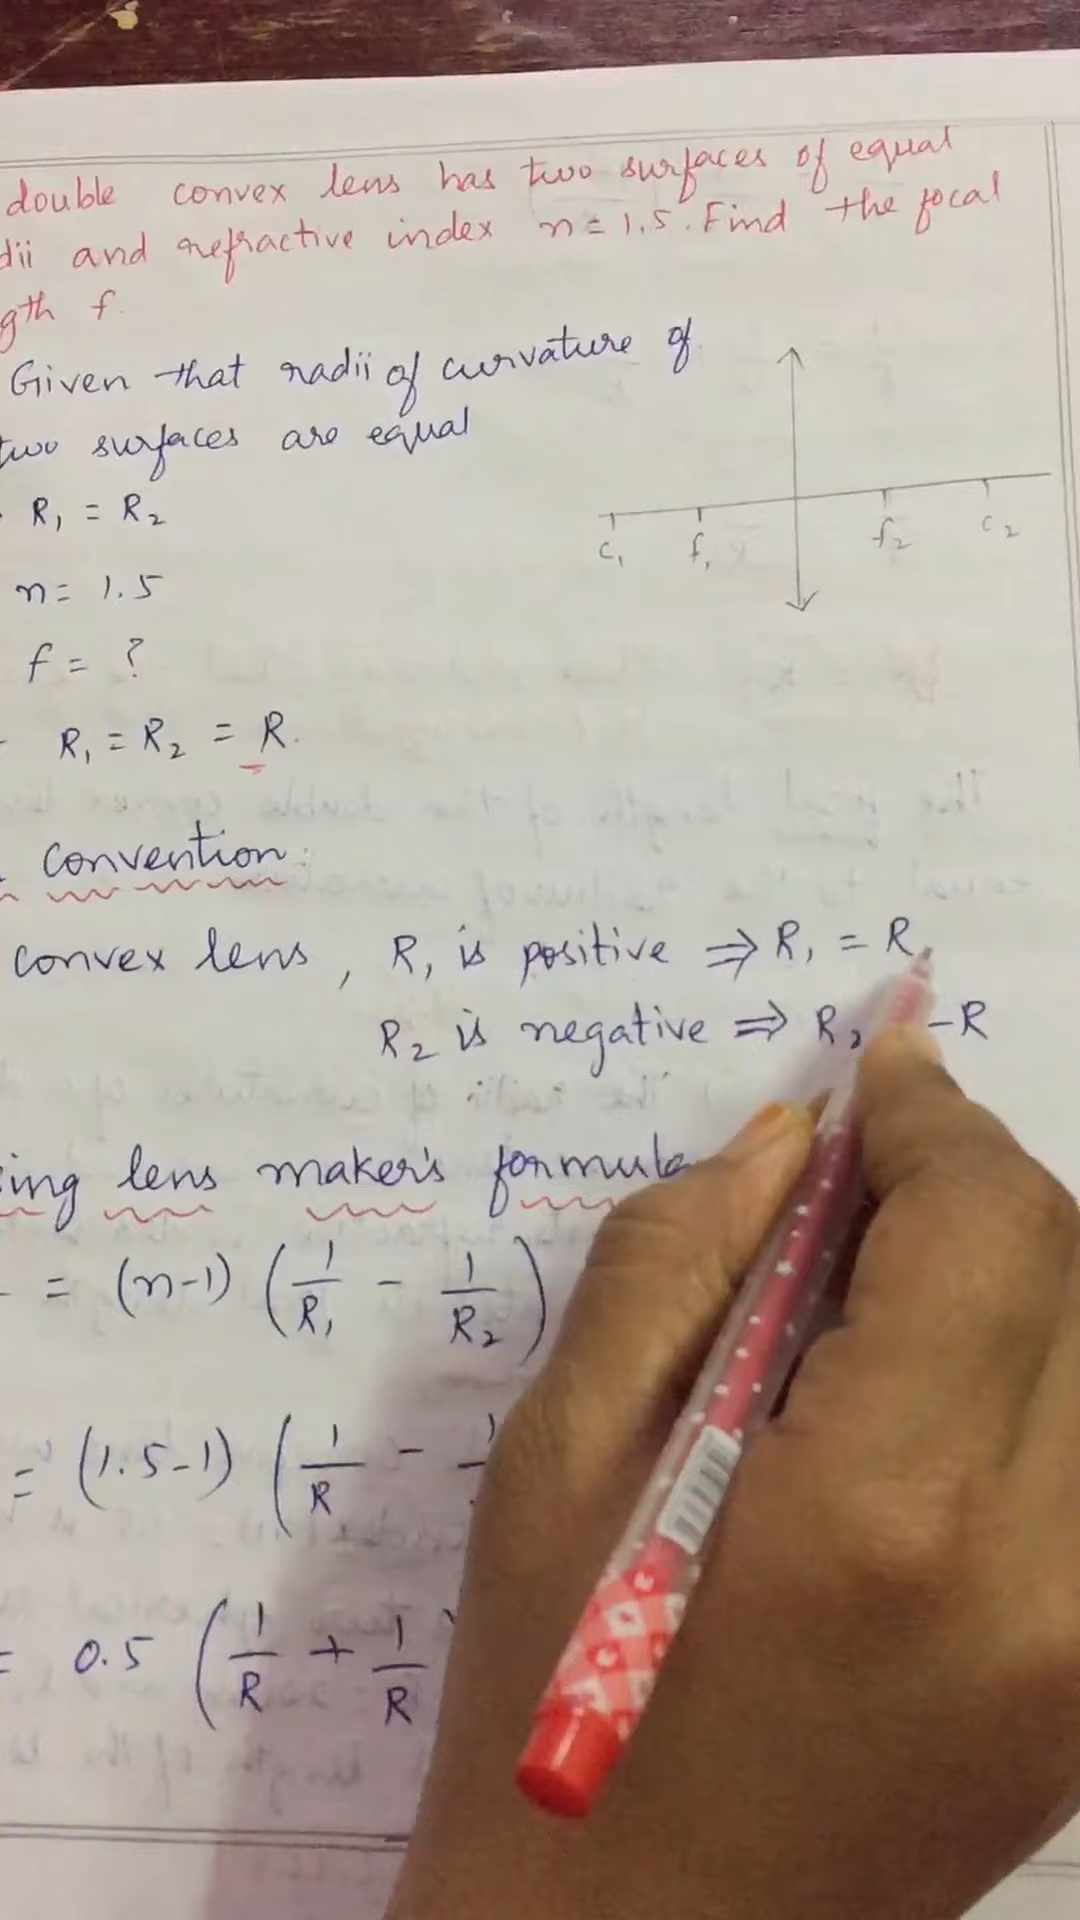 double convex lens has two surfaces of equal
dii and refractive index n = 1.5. Find the focal
gth f.
Given that radii of curvature of
two surfaces are equal
R₁ = R₂
n = 1.5
f = ?
C₁ f₁ f₂ C₂
R₁ = R₂ = R.
convention:
convex lens, R₁ is positive ⇒ R₁ = R
R₂ is negative ⇒ R₂ -R
ing lens maker's formula
= (n-1) (1/R₁ - 1/R₂)
= (1.5-1) (1/R - 1
= 0.5 (1/R + 1/R